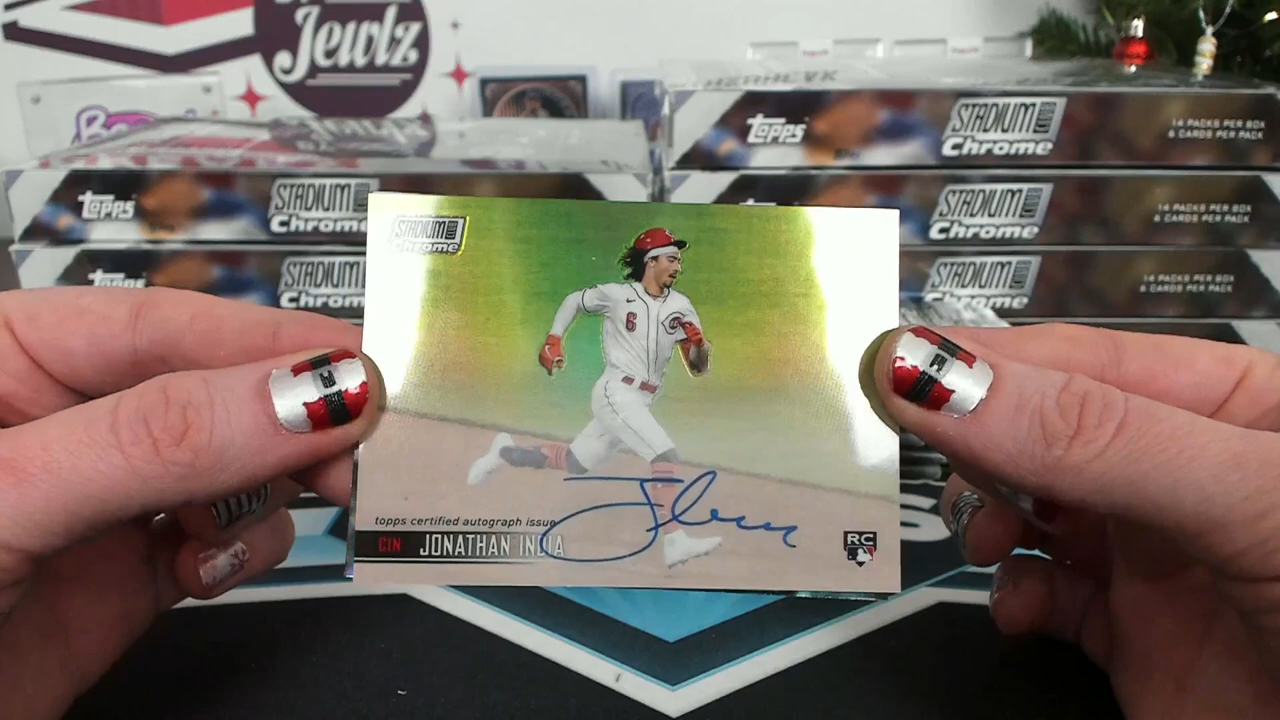 Jewlz
HERNEVK
Topps
STADIUM CLUB
Chrome
14 PACKS PER BOX
6 CARDS PER PACK
Topps
STADIUM
Chrome
STADIUM CLUB
Chrome
14 PACKS PER BOX
6 CARDS PER PACK
Topps
STADIUM
Chrome
STADIUM CLUB
Chrome
14 PACKS PER BOX
6 CARDS PER PACK
STADIUM CLUB
Chrome
6
topps certified autograph issue
CIN JONATHAN INDIA
RC